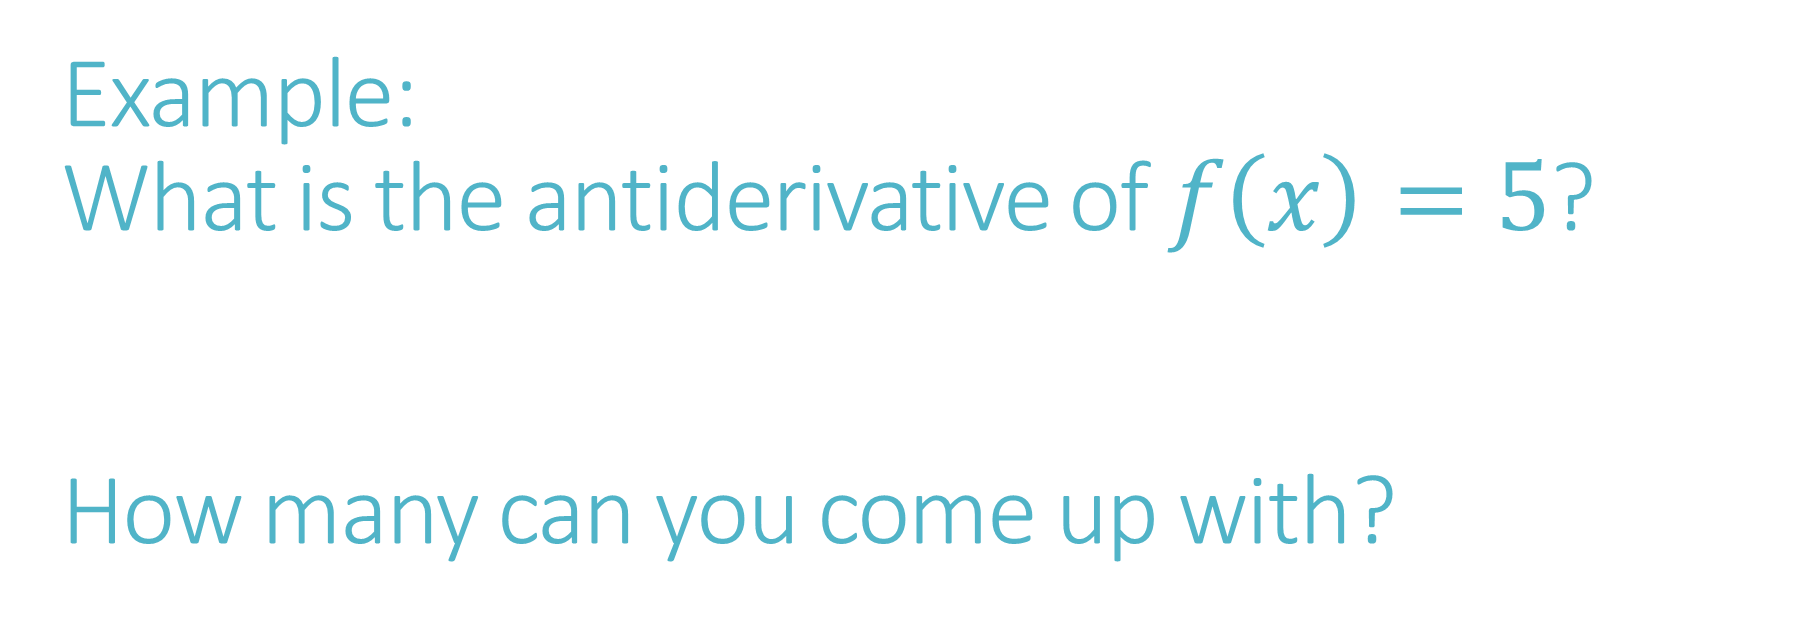 Example:
What is the antiderivative of f(x) = 5?
How many can you come up with?